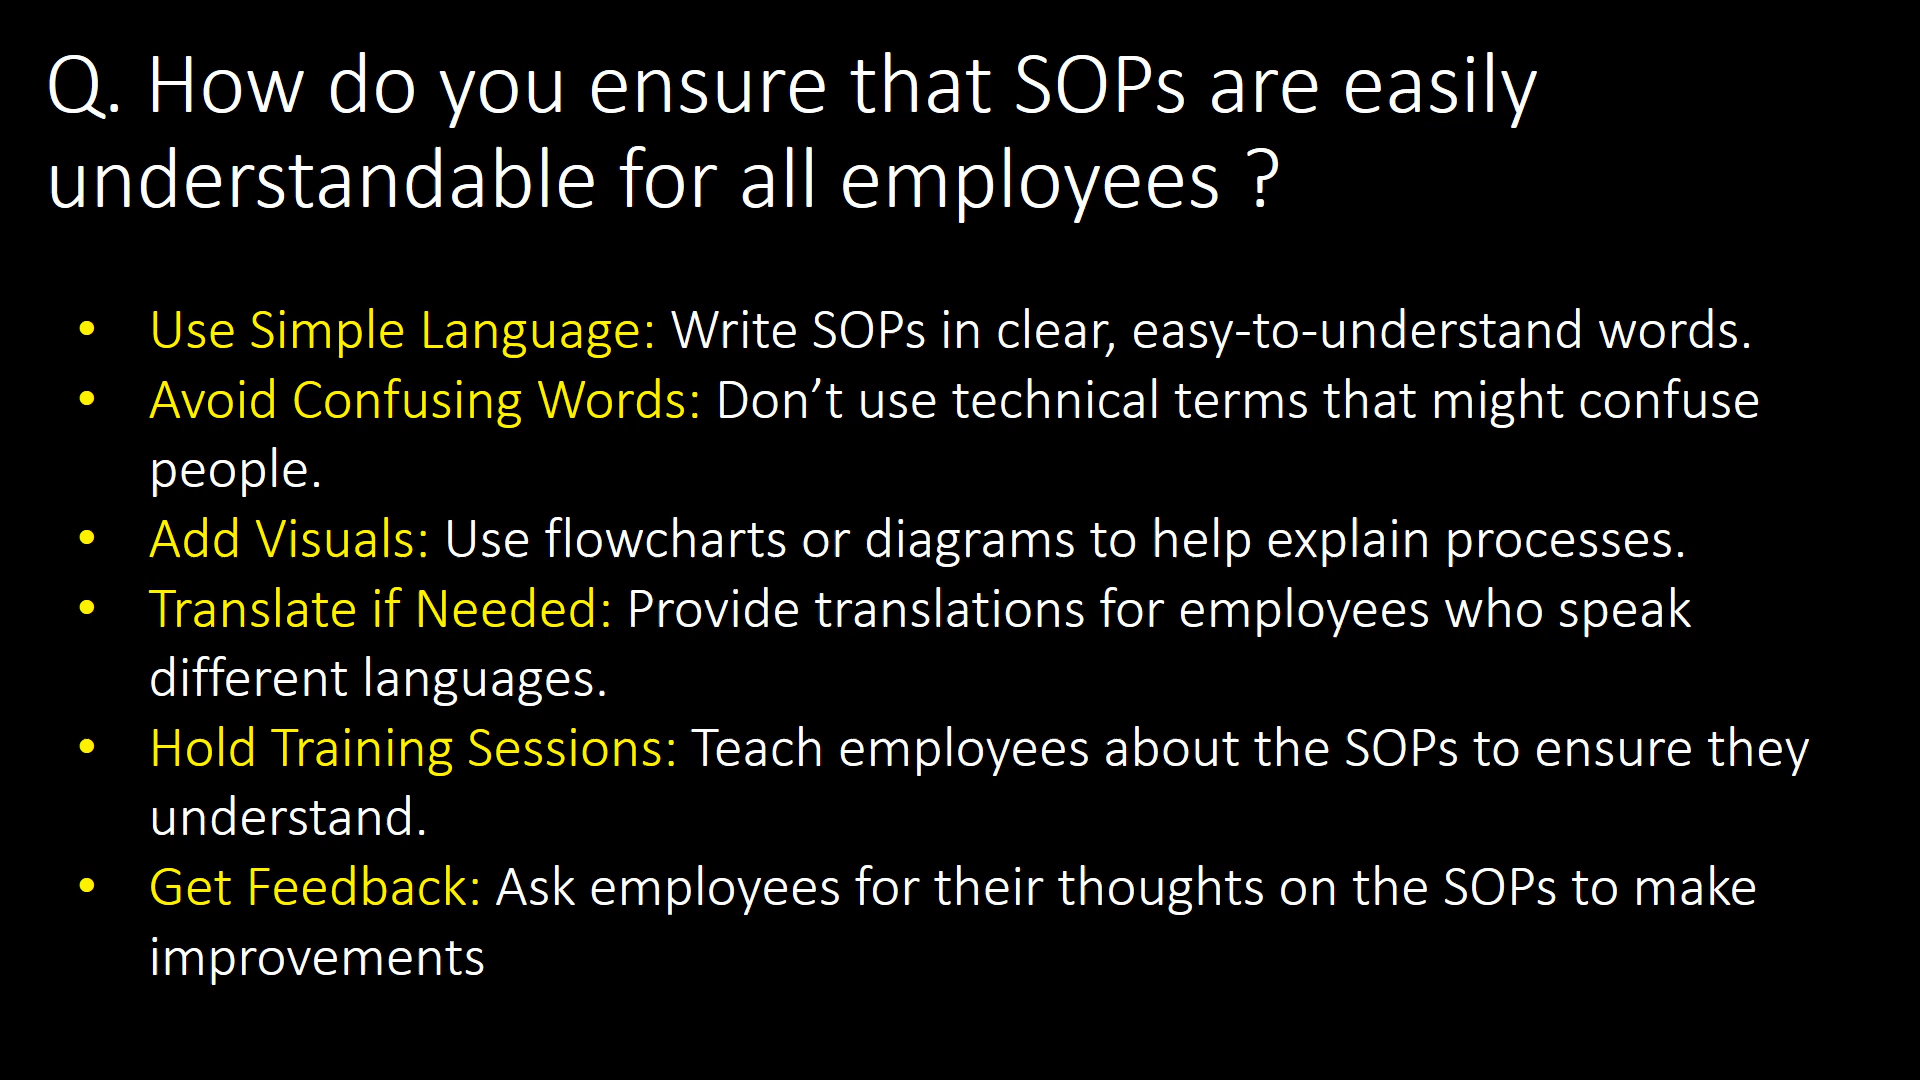 Q. How do you ensure that SOPs are easily
understandable for all employees ?
• Use Simple Language: Write SOPs in clear, easy-to-understand words.
• Avoid Confusing Words: Don’t use technical terms that might confuse
people.
• Add Visuals: Use flowcharts or diagrams to help explain processes.
• Translate if Needed: Provide translations for employees who speak
different languages.
• Hold Training Sessions: Teach employees about the SOPs to ensure they
understand.
• Get Feedback: Ask employees for their thoughts on the SOPs to make
improvements